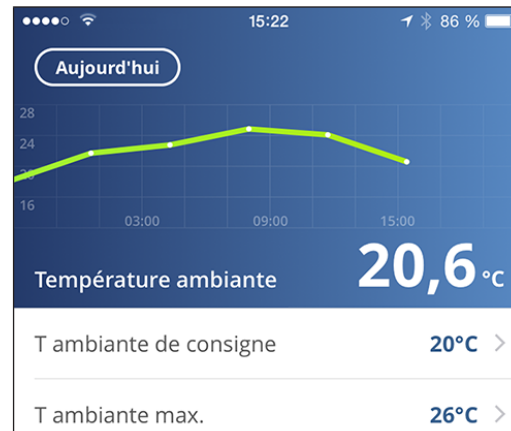 15:22 86 %
Aujourd'hui
28
24
20
16
03:00 09:00 15:00
Température ambiante 20,6 °C
T ambiante de consigne 20°C
T ambiante max. 26°C